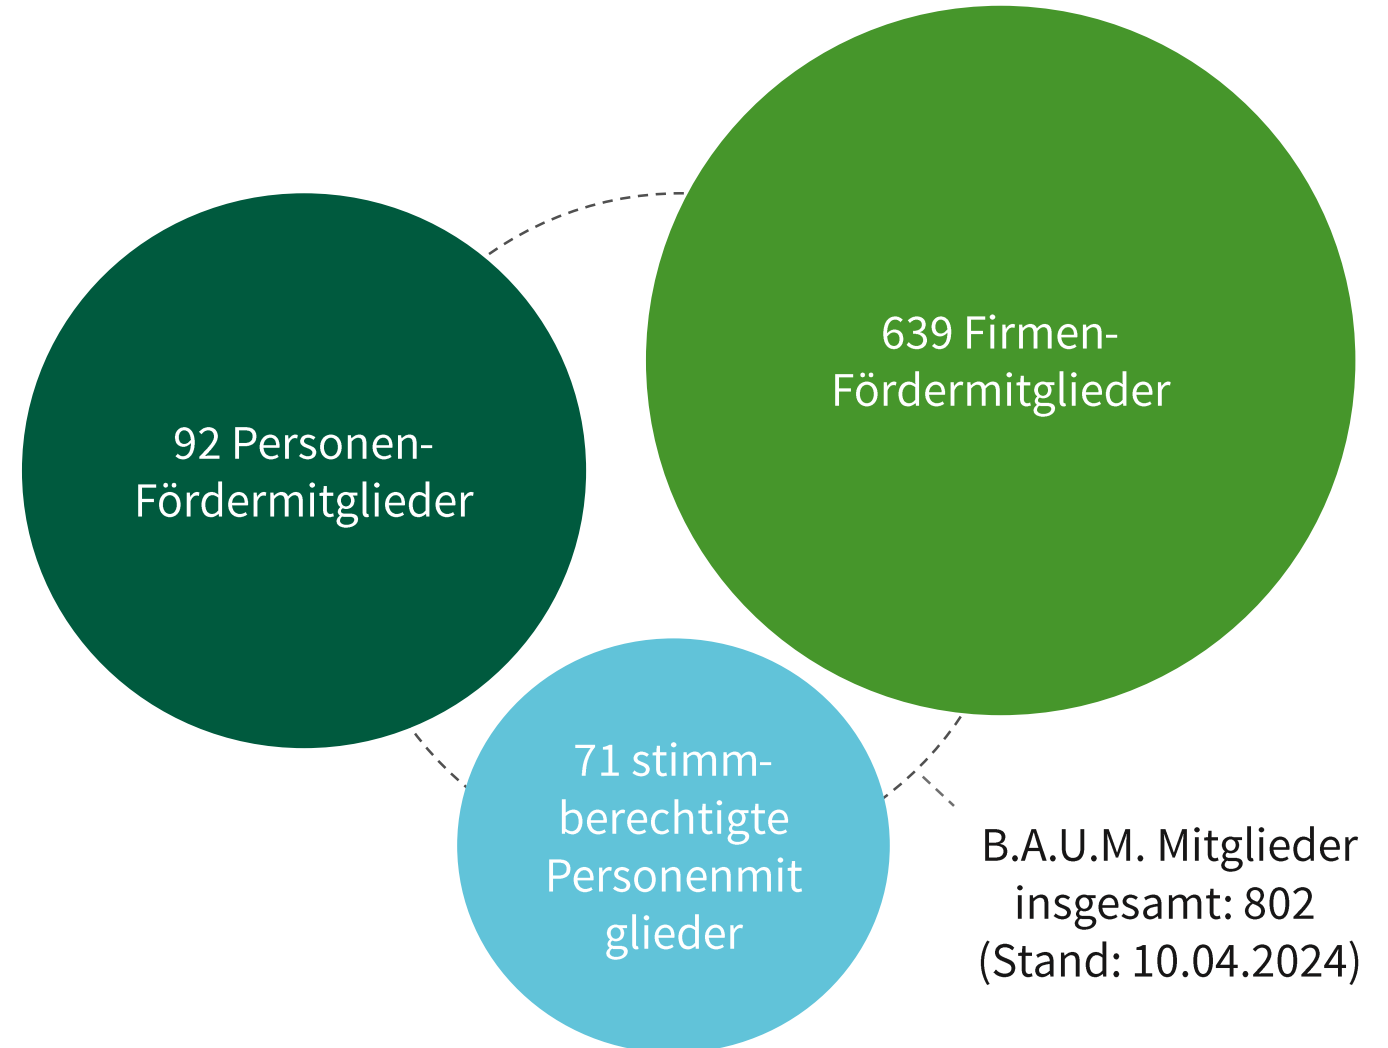 639 Firmen-
Fördermitglieder
92 Personen-
Fördermitglieder
71 stimm-
berechtigte
Personenmit
glieder
B.A.U.M. Mitglieder
insgesamt: 802
(Stand: 10.04.2024)